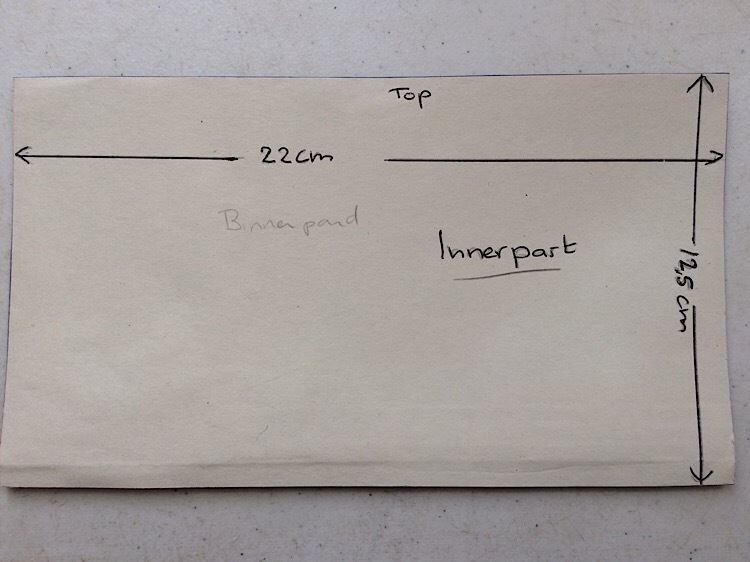 Top
22cm
Binnenpand
Innerpart
12,5 cm